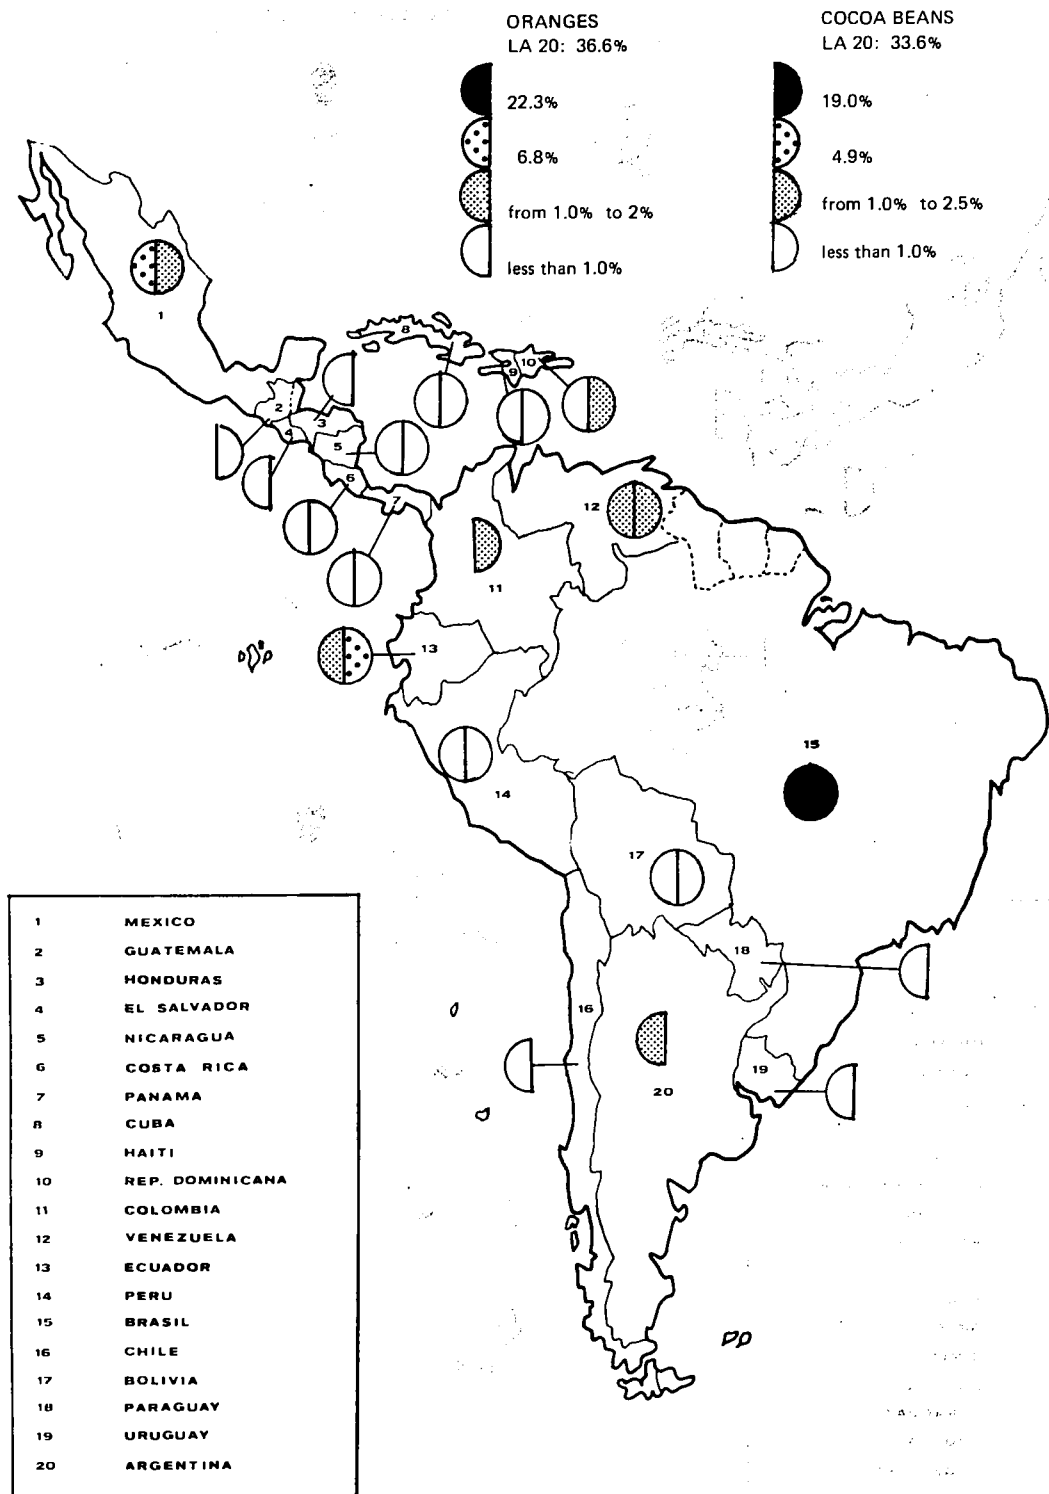 ORANGES
LA 20: 36.6%
22.3%
6.8%
from 1.0% to 2%
less than 1.0%
COCOA BEANS
LA 20: 33.6%
19.0%
4.9%
from 1.0% to 2.5%
less than 1.0%
1
8
10
9
2
3
4
5
6
7
12
11
13
15
14
17
18
16
19
20
1 MEXICO
2 GUATEMALA
3 HONDURAS
4 EL SALVADOR
5 NICARAGUA
6 COSTA RICA
7 PANAMA
8 CUBA
9 HAITI
10 REP. DOMINICANA
11 COLOMBIA
12 VENEZUELA
13 ECUADOR
14 PERU
15 BRASIL
16 CHILE
17 BOLIVIA
18 PARAGUAY
19 URUGUAY
20 ARGENTINA